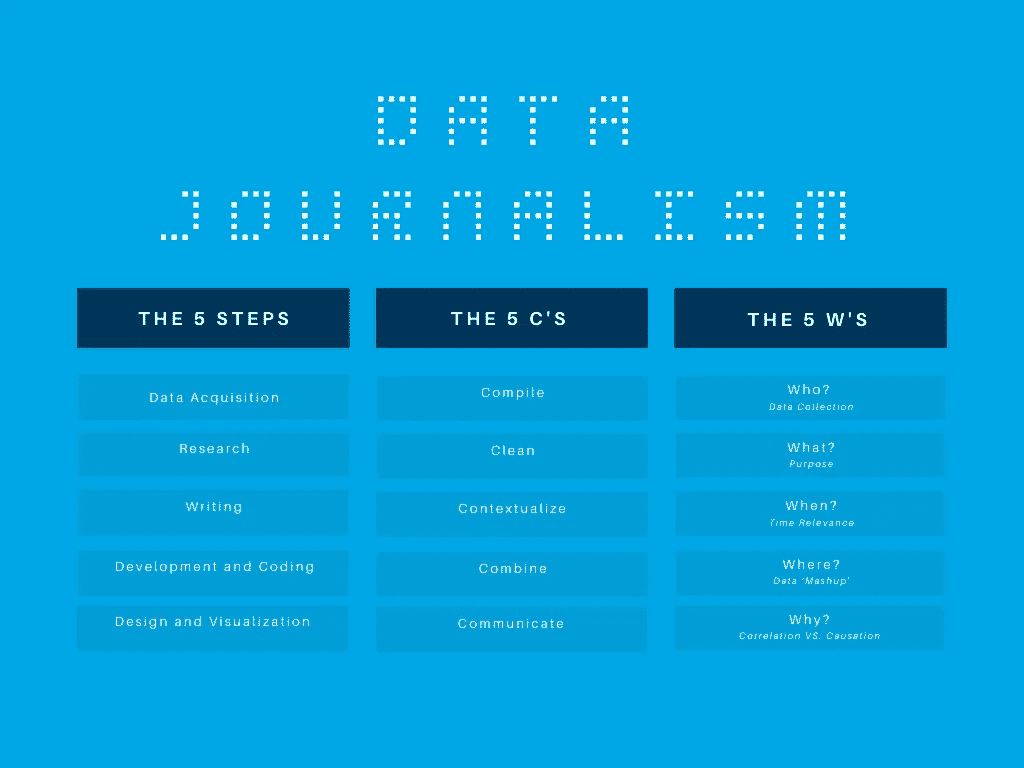 DATA
JOURNALISM
THE 5 STEPS
Data Acquisition
Research
Writing
Development and Coding
Design and Visualization
THE 5 C'S
Compile
Clean
Contextualize
Combine
Communicate
THE 5 W'S
Who?
Data Collection
What?
Purpose
When?
Time Relevance
Where?
Data 'Mashup'
Why?
Correlation VS. Causation